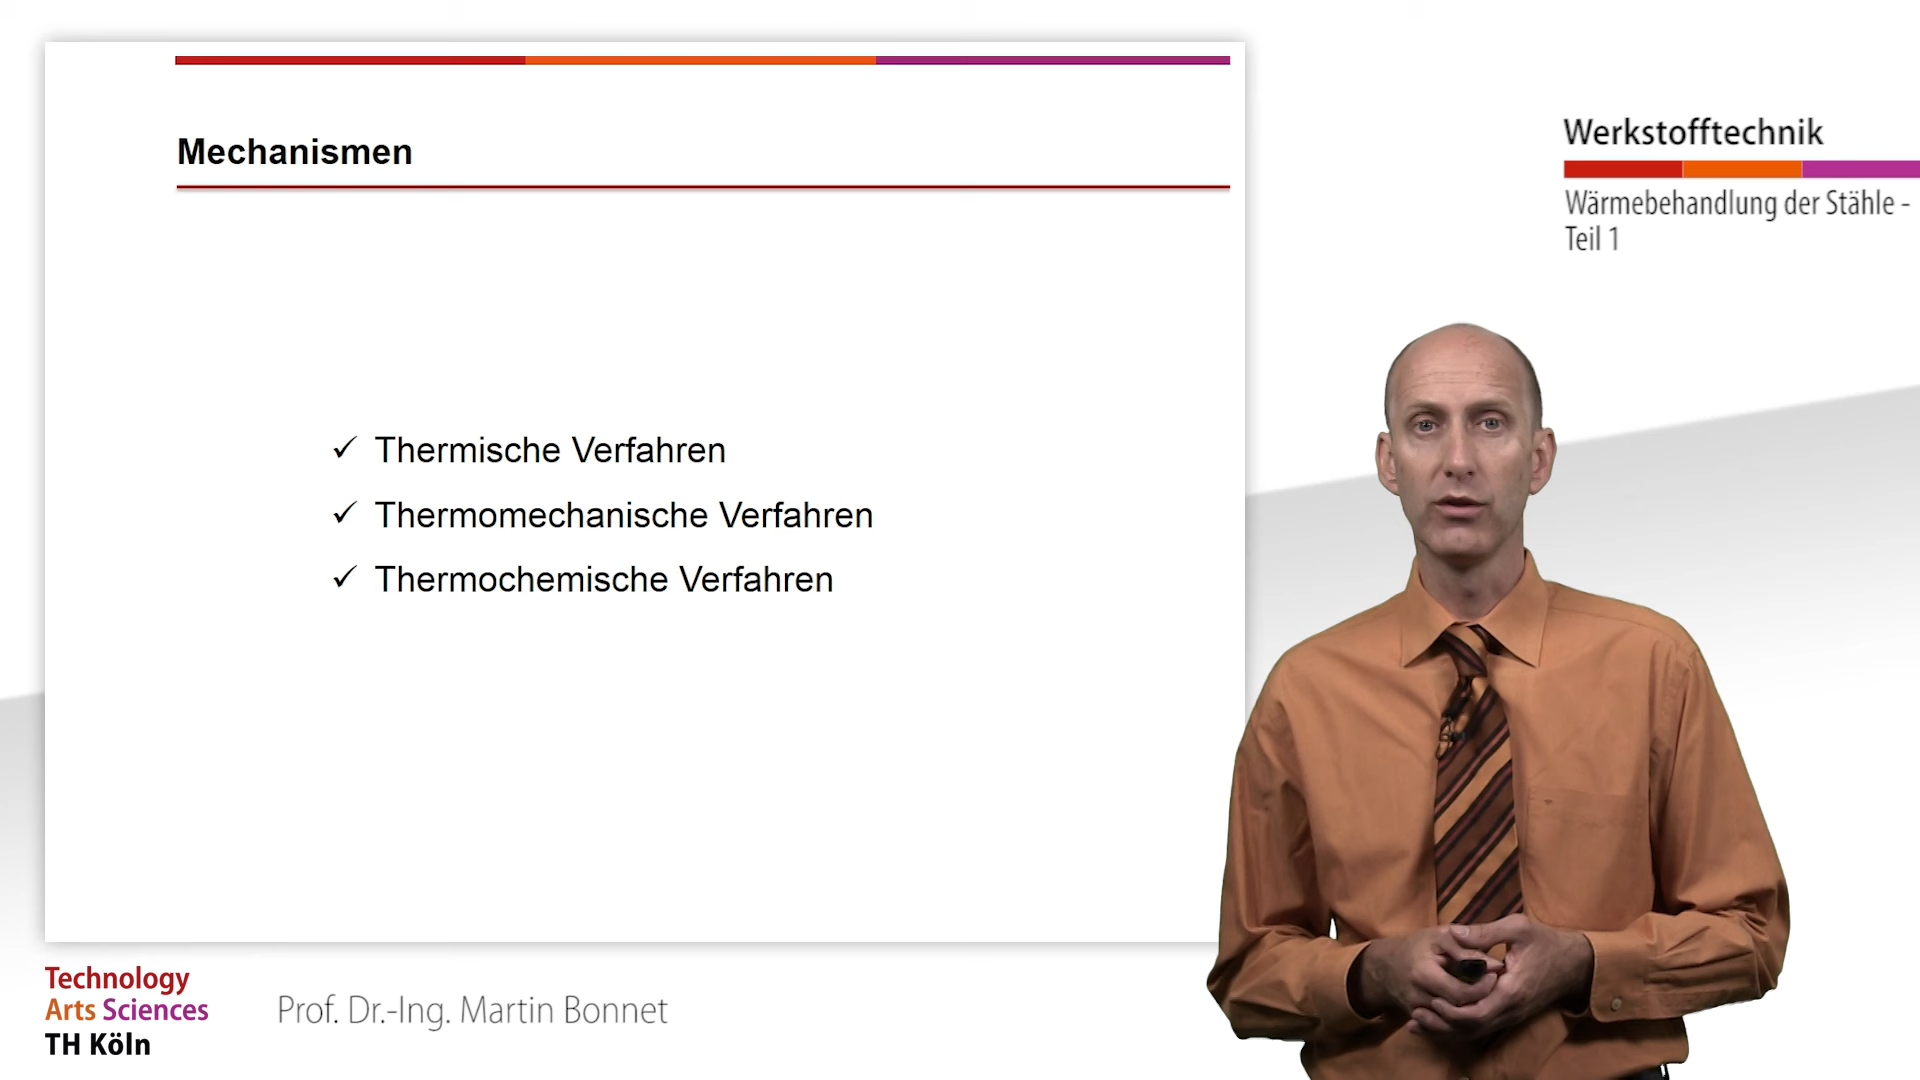 Mechanismen
✓ Thermische Verfahren
✓ Thermomechanische Verfahren
✓ Thermochemische Verfahren
Werkstofftechnik
Wärmebehandlung der Stähle -
Teil 1
Technology
Arts Sciences
TH Köln
Prof. Dr.-Ing. Martin Bonnet